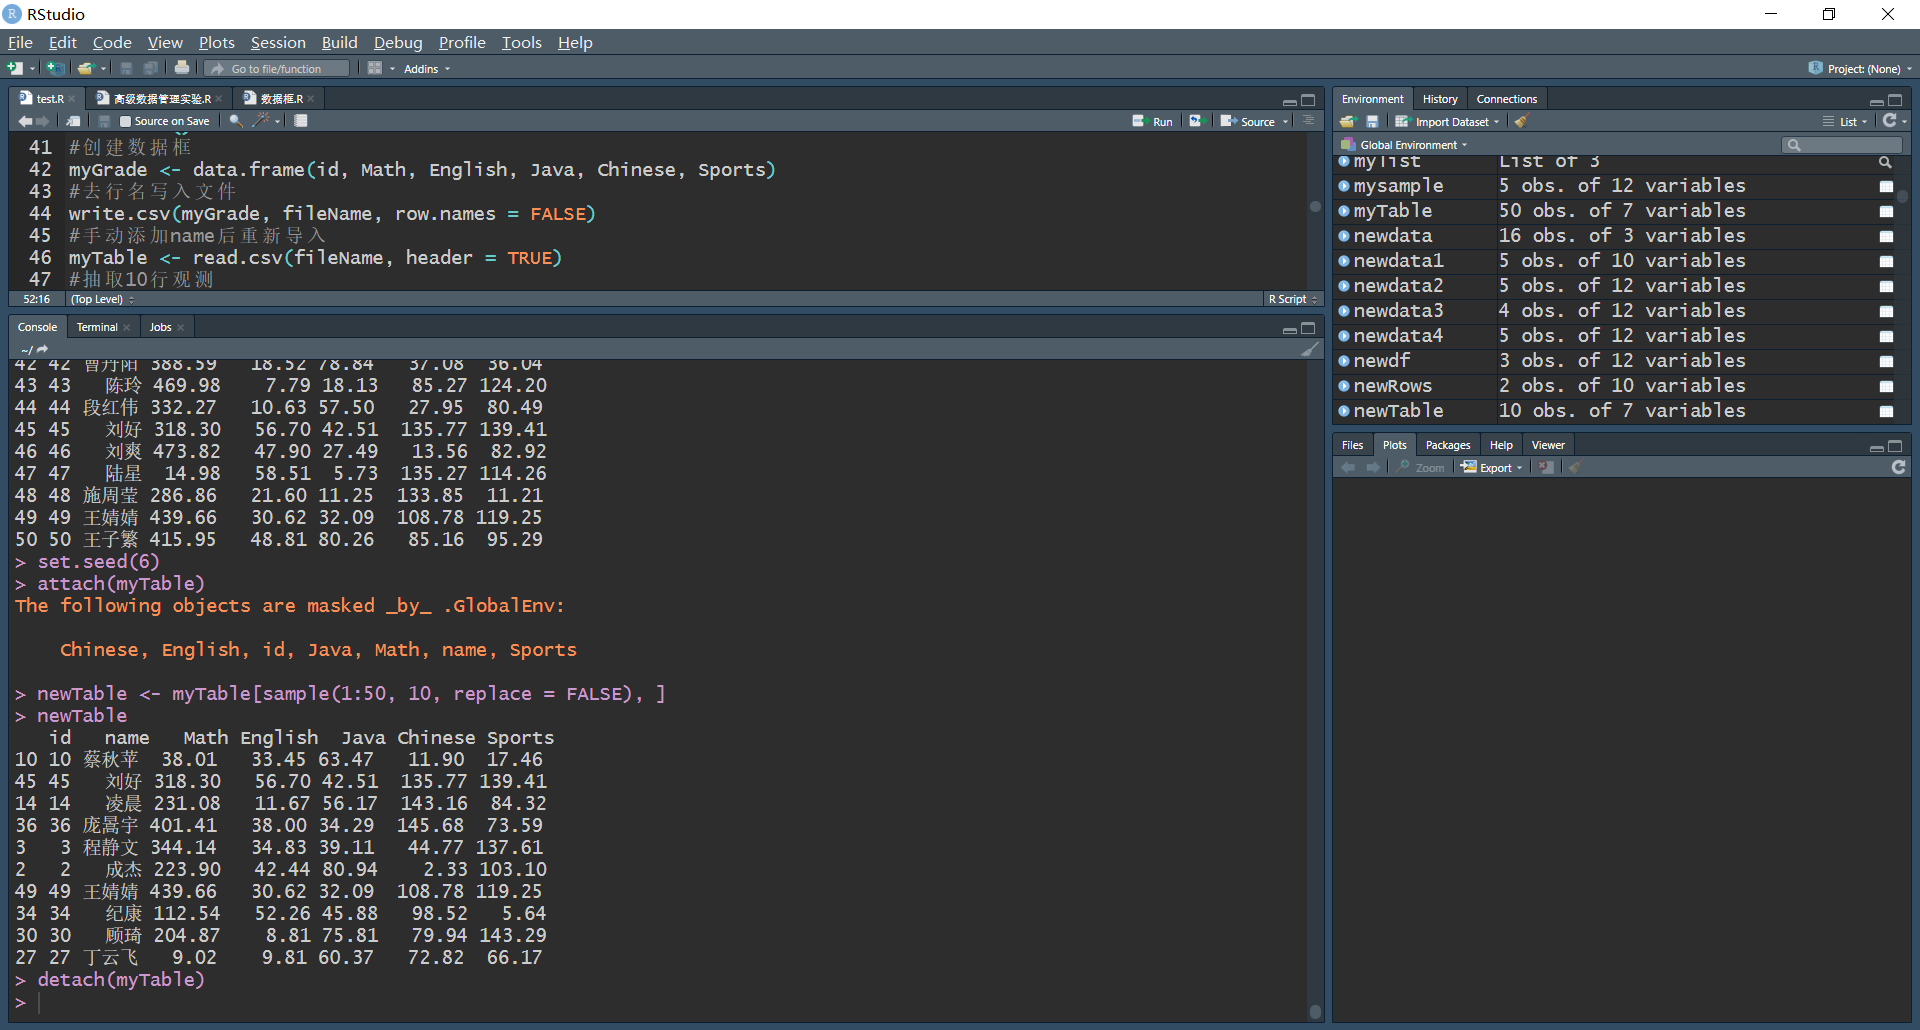 RStudio
File Edit Code View Plots Session Build Debug Profile Tools Help
Go to file/function Addins Project: (None)
test.R 高级数据管理实验.R 数据框.R
Source on Save Run Source
41 #创建数据框
42 myGrade <- data.frame(id, Math, English, Java, Chinese, Sports)
43 #去行名写入文件
44 write.csv(myGrade, fileName, row.names = FALSE)
45 #手动添加name后重新导入
46 myTable <- read.csv(fileName, header = TRUE)
47 #抽取10行观测
52:16 (Top Level) R Script
Console Terminal Jobs
~/
42 42 曹丹阳 388.59 18.52 78.84 37.08 36.04
43 43 陈玲 469.98 7.79 18.13 85.27 124.20
44 44 段红伟 332.27 10.63 57.50 27.95 80.49
45 45 刘好 318.30 56.70 42.51 135.77 139.41
46 46 刘爽 473.82 47.90 27.49 13.56 82.92
47 47 陆星 14.98 58.51 5.73 135.27 114.26
48 48 施周莹 286.86 21.60 11.25 133.85 11.21
49 49 王婧婧 439.66 30.62 32.09 108.78 119.25
50 50 王子繁 415.95 48.81 80.26 85.16 95.29
> set.seed(6)
> attach(myTable)
The following objects are masked _by_ .GlobalEnv:
Chinese, English, id, Java, Math, name, Sports
> newTable <- myTable[sample(1:50, 10, replace = FALSE), ]
> newTable
id name Math English Java Chinese Sports
10 10 蔡秋苹 38.01 33.45 63.47 11.90 17.46
45 45 刘好 318.30 56.70 42.51 135.77 139.41
14 14 凌晨 231.08 11.67 56.17 143.16 84.32
36 36 庞暠宇 401.41 38.00 34.29 145.68 73.59
3 3 程静文 344.14 34.83 39.11 44.77 137.61
2 2 成杰 223.90 42.44 80.94 2.33 103.10
49 49 王婧婧 439.66 30.62 32.09 108.78 119.25
34 34 纪康 112.54 52.26 45.88 98.52 5.64
30 30 顾琦 204.87 8.81 75.81 79.94 143.29
27 27 丁云飞 9.02 9.81 60.37 72.82 66.17
> detach(myTable)
>
Environment History Connections
Import Dataset List
Global Environment
mylist List of 3
mysample 5 obs. of 12 variables
myTable 50 obs. of 7 variables
newdata 16 obs. of 3 variables
newdata1 5 obs. of 10 variables
newdata2 5 obs. of 12 variables
newdata3 4 obs. of 12 variables
newdata4 5 obs. of 12 variables
newdf 3 obs. of 12 variables
newRows 2 obs. of 10 variables
newTable 10 obs. of 7 variables
Files Plots Packages Help Viewer
Zoom Export